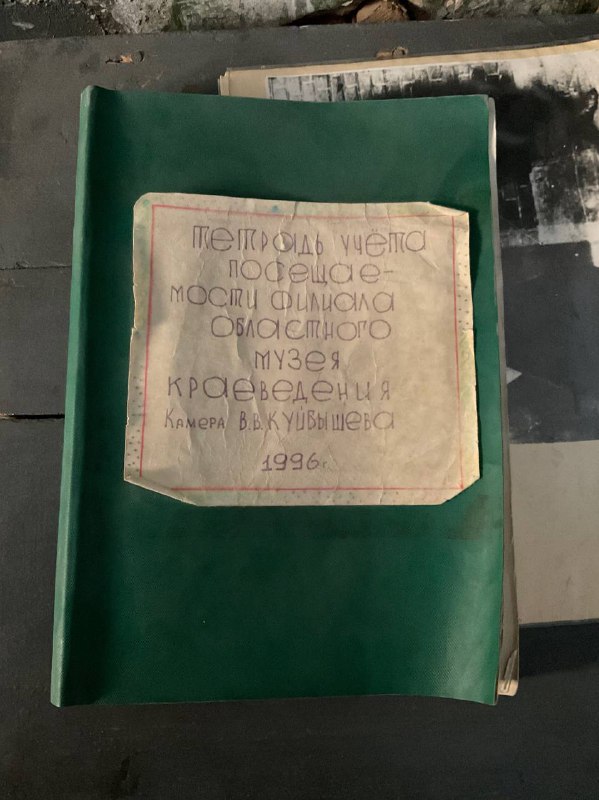 Тетрадь учёта
посещае-
мости филиала
областного
музея
краеведения
Камера В.В. Куйбышева
1996г.